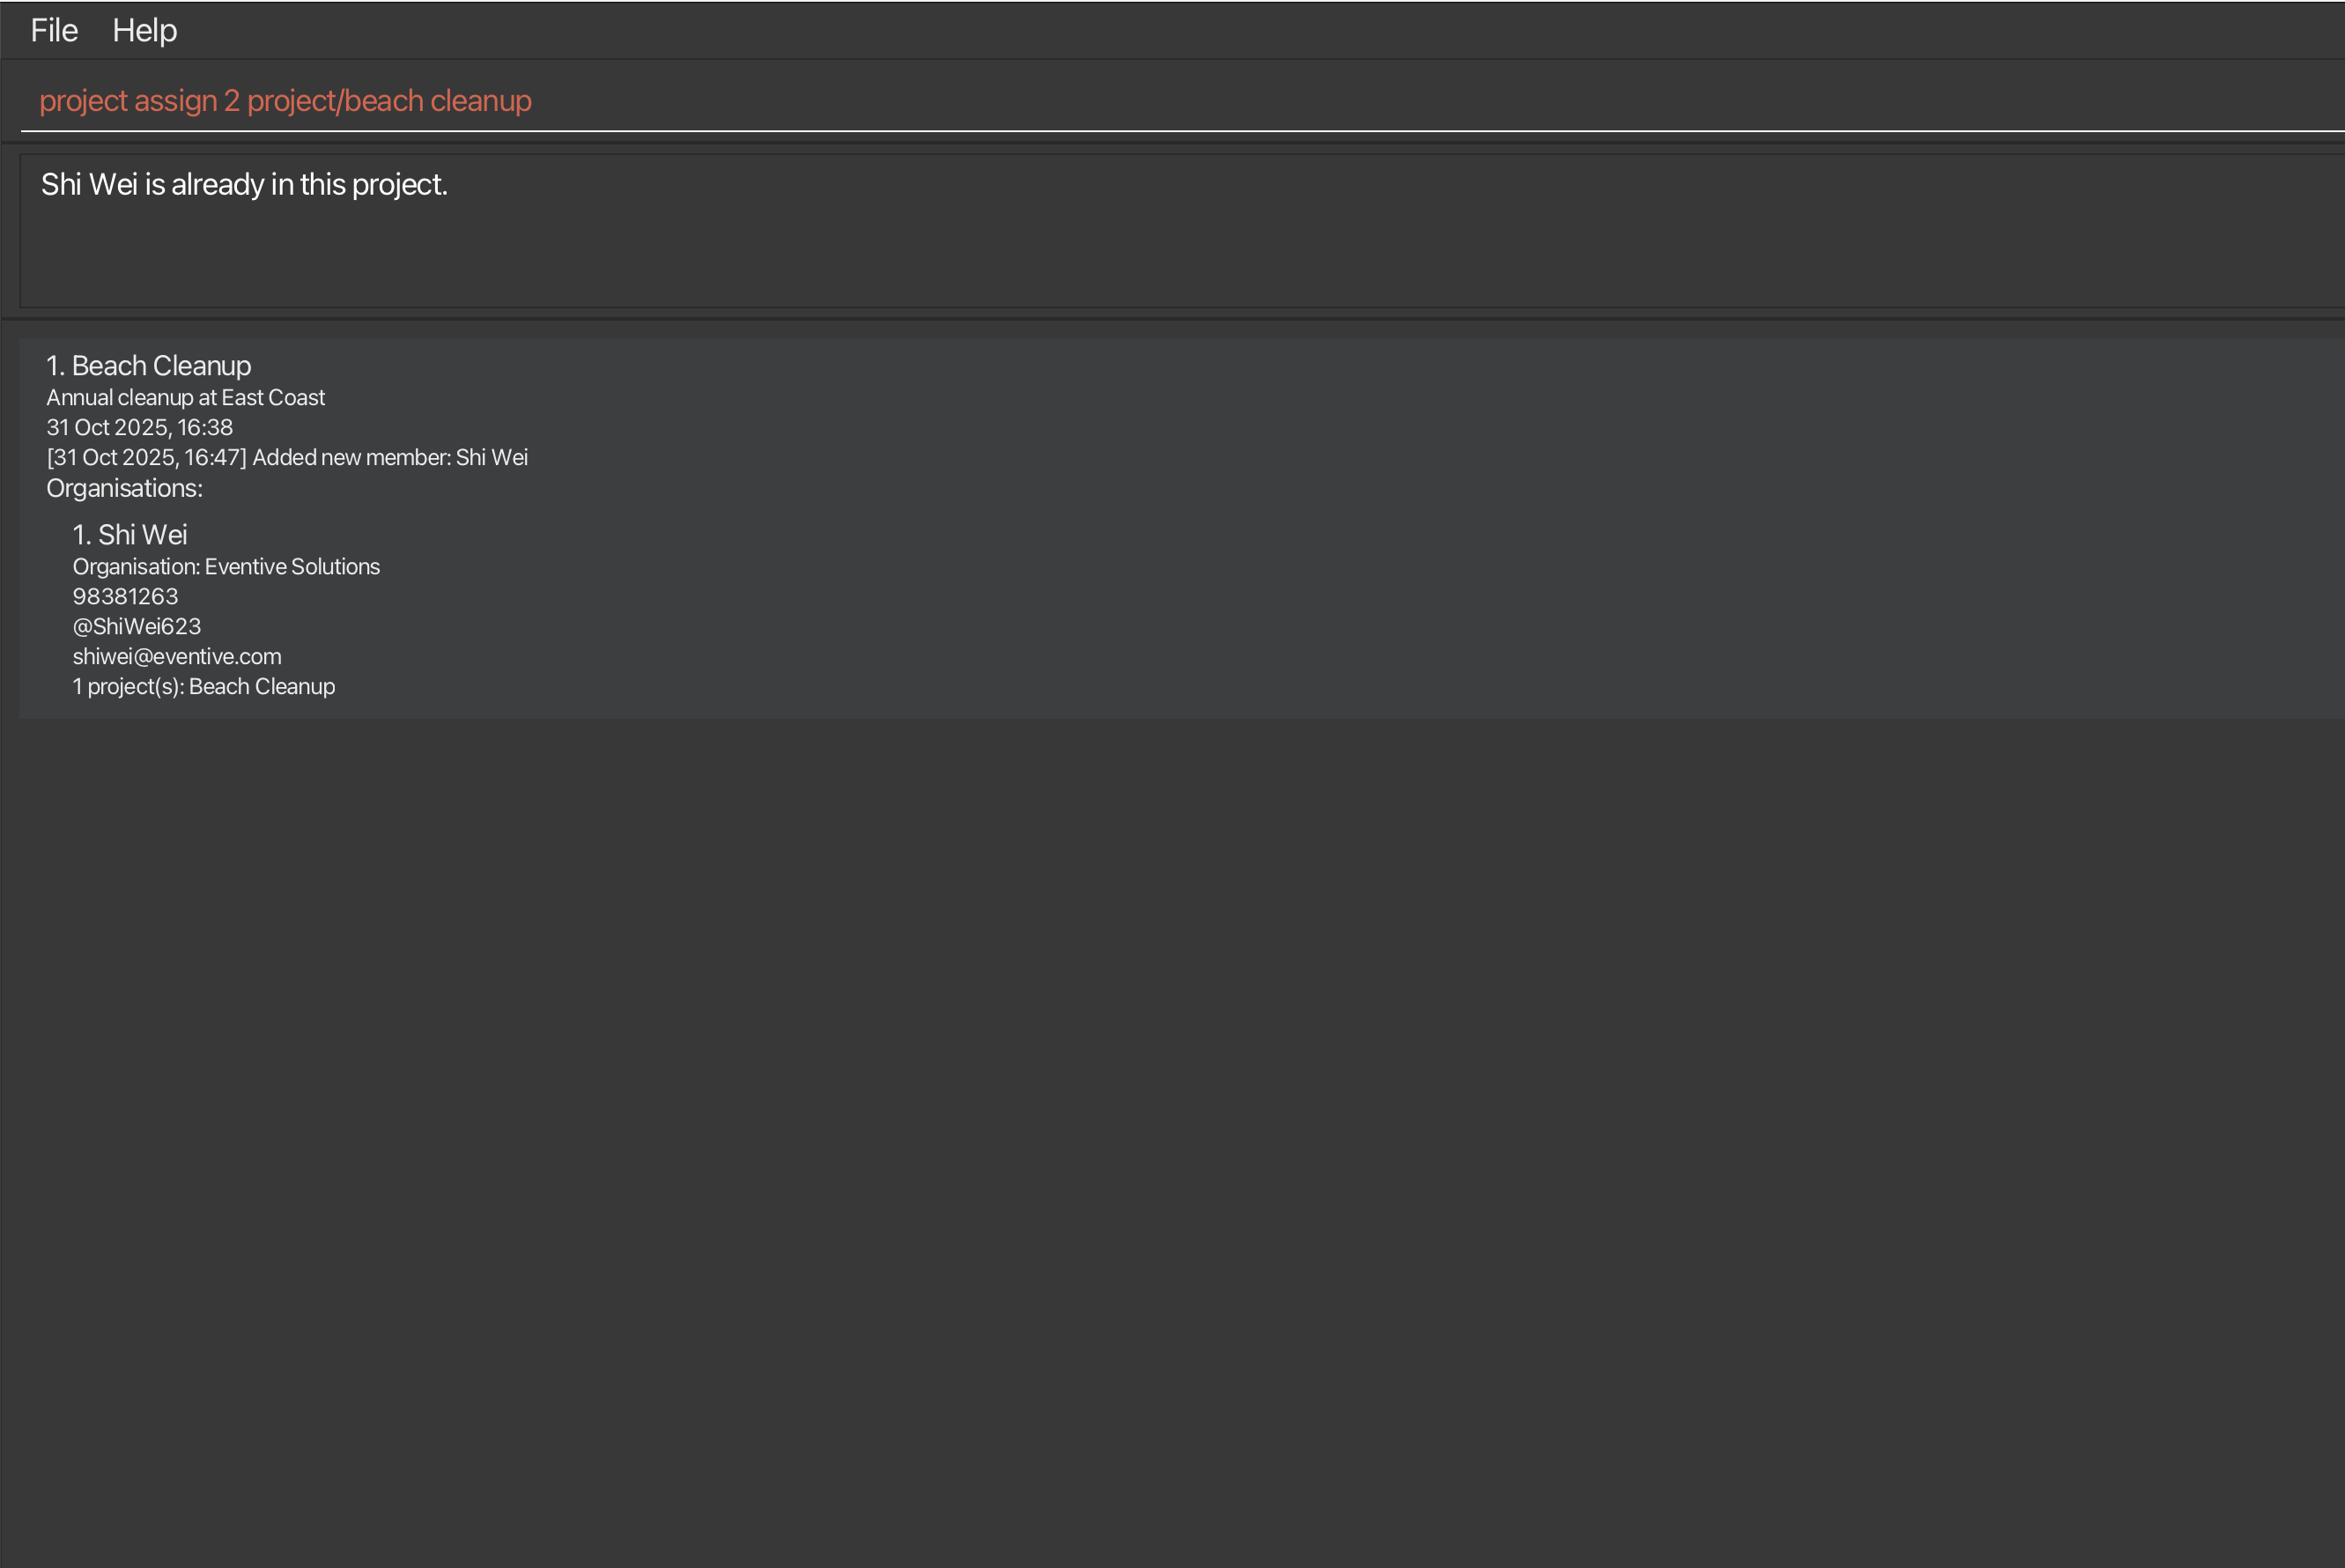 File Help
project assign 2 project/beach cleanup
Shi Wei is already in this project.
1. Beach Cleanup
Annual cleanup at East Coast
31 Oct 2025, 16:38
[31 Oct 2025, 16:47] Added new member: Shi Wei
Organisations:
1. Shi Wei
Organisation: Eventive Solutions
98381263
@ShiWei623
shiwei@eventive.com
1 project(s): Beach Cleanup